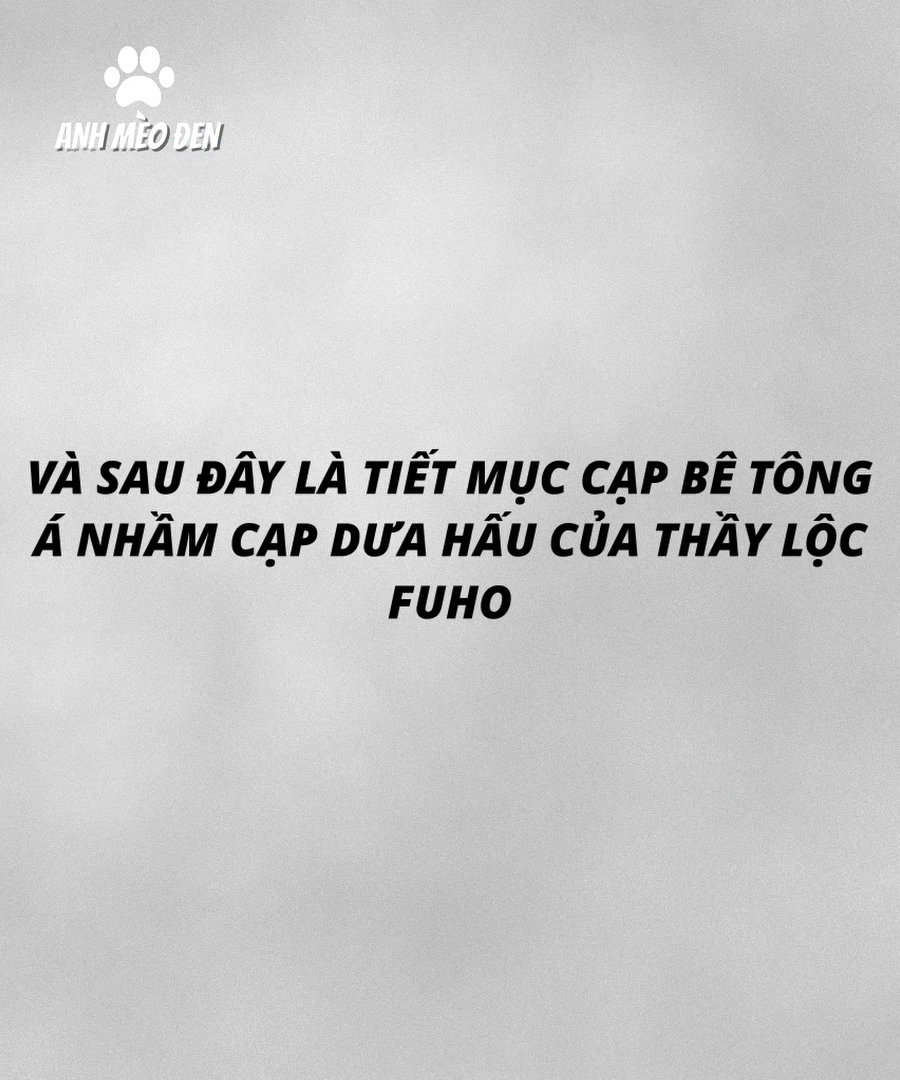 ANH MÈO ĐEN
VÀ SAU ĐÂY LÀ TIẾT MỤC CẠP BÊ TÔNG
Á NHẦM CẠP DƯA HẤU CỦA THẦY LỘC
FUHO